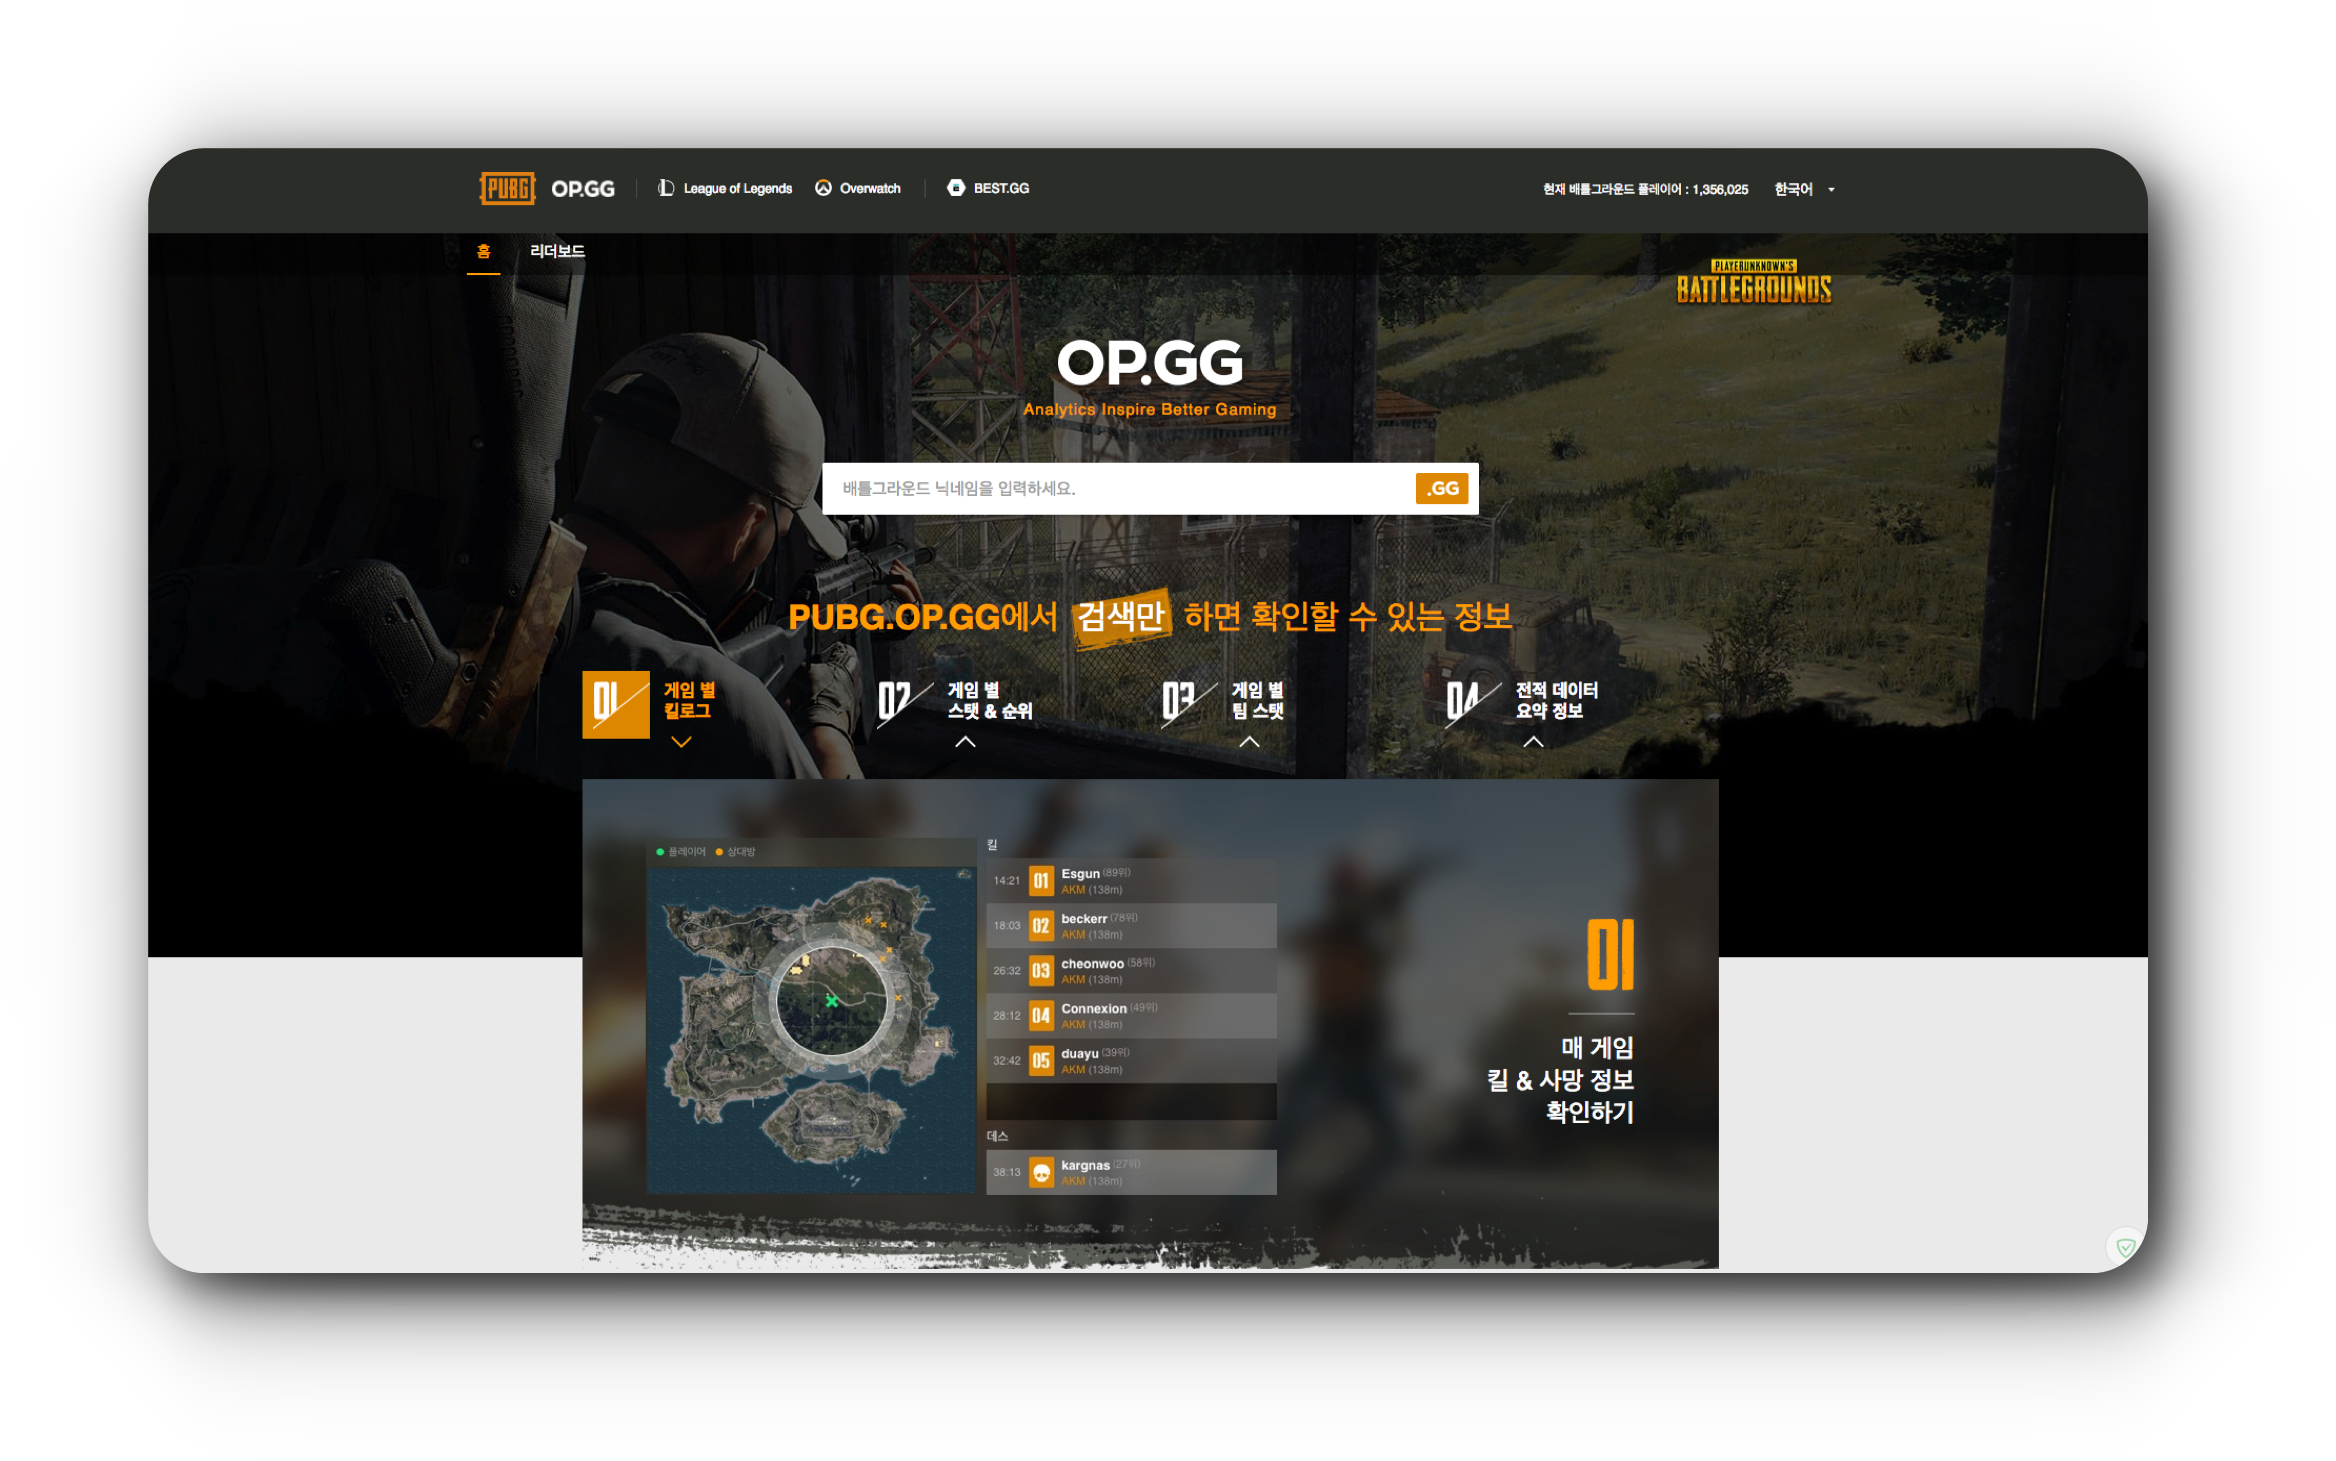 PUBG OP.GG League of Legends Overwatch BEST.GG 현재 배틀그라운드 플레이어 : 1,356,025 한국어
홈 리더보드
PLAYERUNKNOWN'S
BATTLEGROUNDS
OP.GG
Analytics Inspire Better Gaming
배틀그라운드 닉네임을 입력하세요. .GG
PUBG.OP.GG에서 검색만 하면 확인할 수 있는 정보
01 게임 별
킬로그
02 게임 별
스탯 & 순위
03 게임 별
팀 스탯
04 전적 데이터
요약 정보
플레이어 상대방
킬
14:21 01 Esgun (89위)
AKM (138m)
18:03 02 beckerr (78위)
AKM (138m)
26:32 03 cheonwoo (58위)
AKM (138m)
28:12 04 Connexion (49위)
AKM (138m)
32:42 05 duayu (39위)
AKM (138m)
데스
38:13 kargnas (27위)
AKM (138m)
01
매 게임
킬 & 사망 정보
확인하기